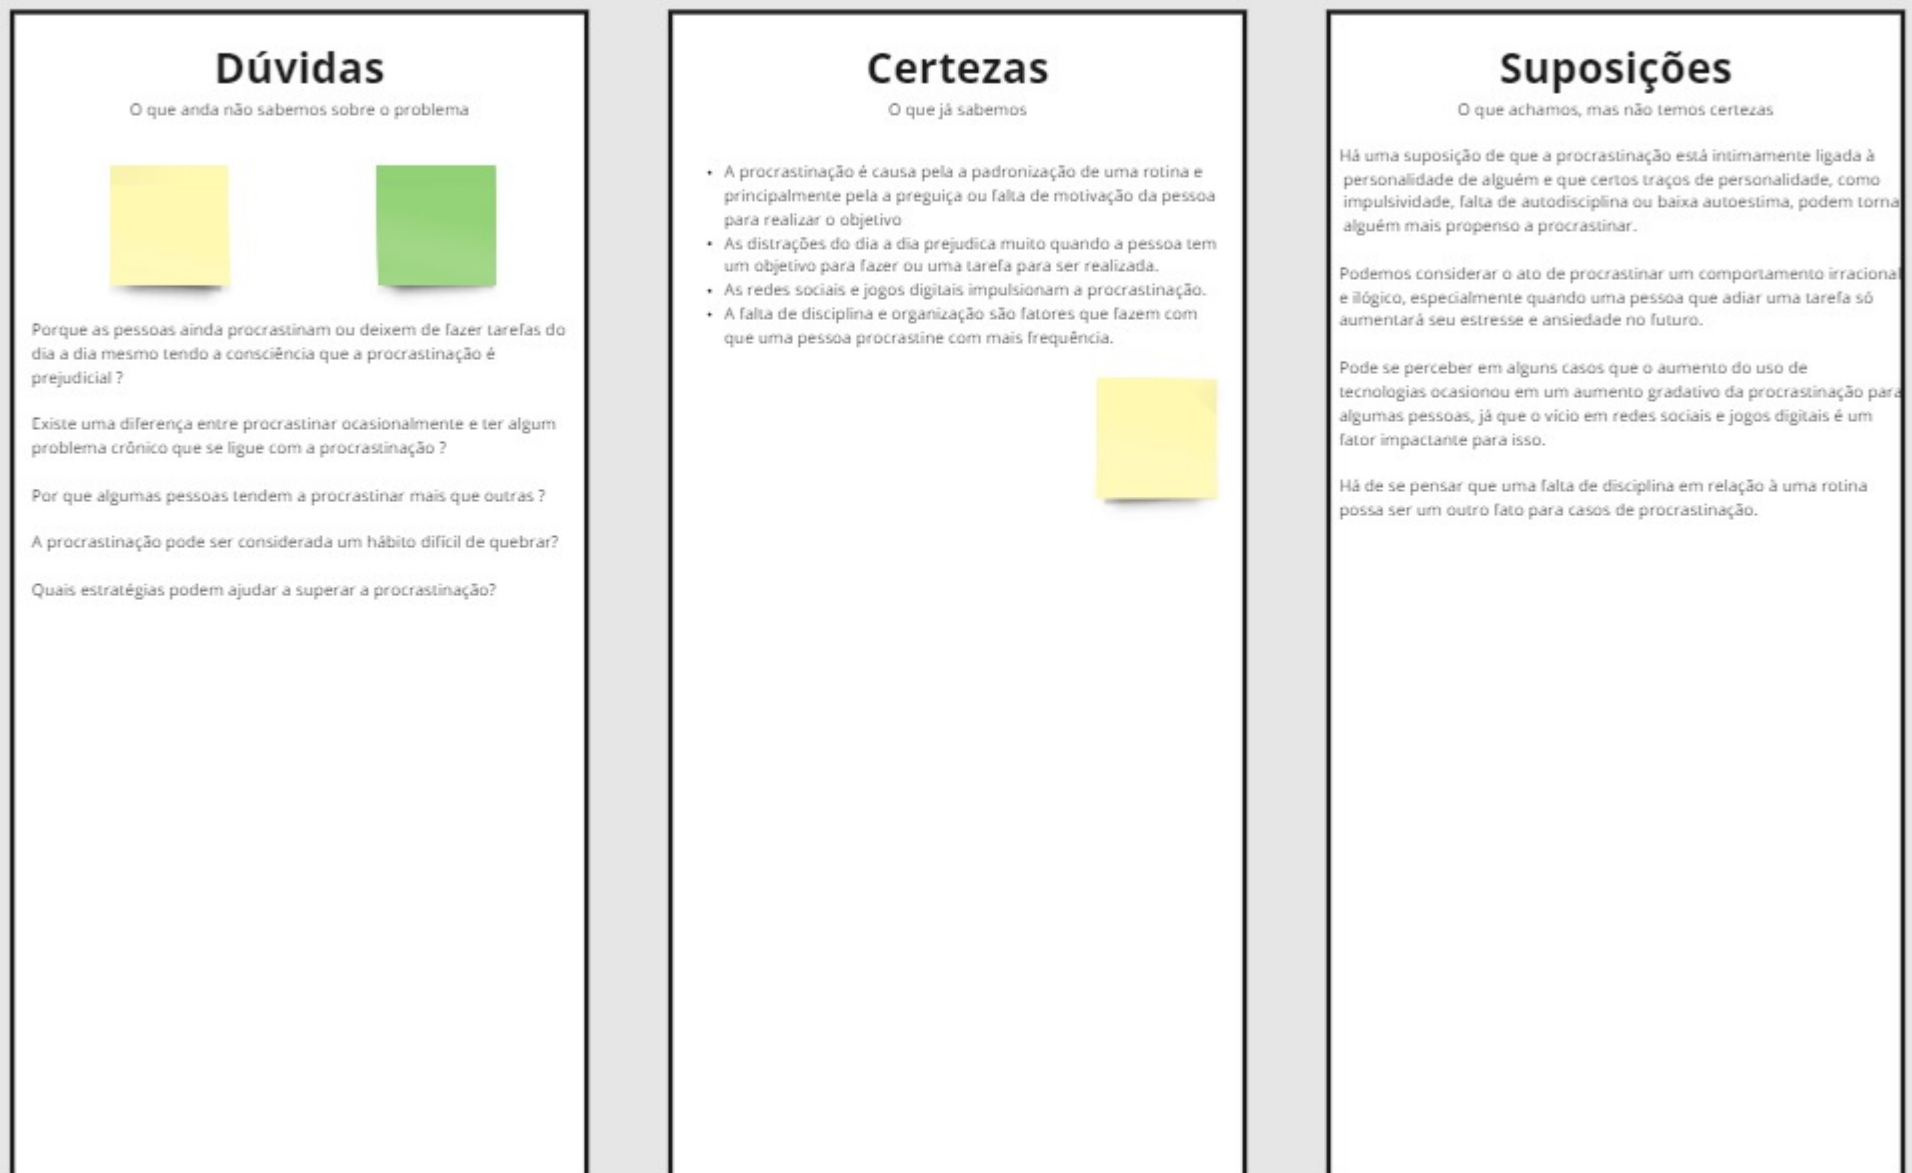 Dúvidas
O que anda não sabemos sobre o problema
Porque as pessoas ainda procrastinam ou deixem de fazer tarefas do
dia a dia mesmo tendo a consciência que a procrastinação é
prejudicial ?
Existe uma diferença entre procrastinar ocasionalmente e ter algum
problema crônico que se ligue com a procrastinação ?
Por que algumas pessoas tendem a procrastinar mais que outras ?
A procrastinação pode ser considerada um hábito difícil de quebrar?
Quais estratégias podem ajudar a superar a procrastinação?
Certezas
O que já sabemos
• A procrastinação é causa pela a padronização de uma rotina e
principalmente pela a preguiça ou falta de motivação da pessoa
para realizar o objetivo
• As distrações do dia a dia prejudica muito quando a pessoa tem
um objetivo para fazer ou uma tarefa para ser realizada.
• As redes sociais e jogos digitais impulsionam a procrastinação.
• A falta de disciplina e organização são fatores que fazem com
que uma pessoa procrastine com mais frequência.
Suposições
O que achamos, mas não temos certezas
Há uma suposição de que a procrastinação está intimamente ligada à
personalidade de alguém e que certos traços de personalidade, como
impulsividade, falta de autodisciplina ou baixa autoestima, podem torna
alguém mais propenso a procrastinar.
Podemos considerar o ato de procrastinar um comportamento irracional
e ilógico, especialmente quando uma pessoa que adiar uma tarefa só
aumentará seu estresse e ansiedade no futuro.
Pode se perceber em alguns casos que o aumento do uso de
tecnologias ocasionou em um aumento gradativo da procrastinação para
algumas pessoas, já que o vício em redes sociais e jogos digitais é um
fator impactante para isso.
Há de se pensar que uma falta de disciplina em relação à uma rotina
possa ser um outro fato para casos de procrastinação.